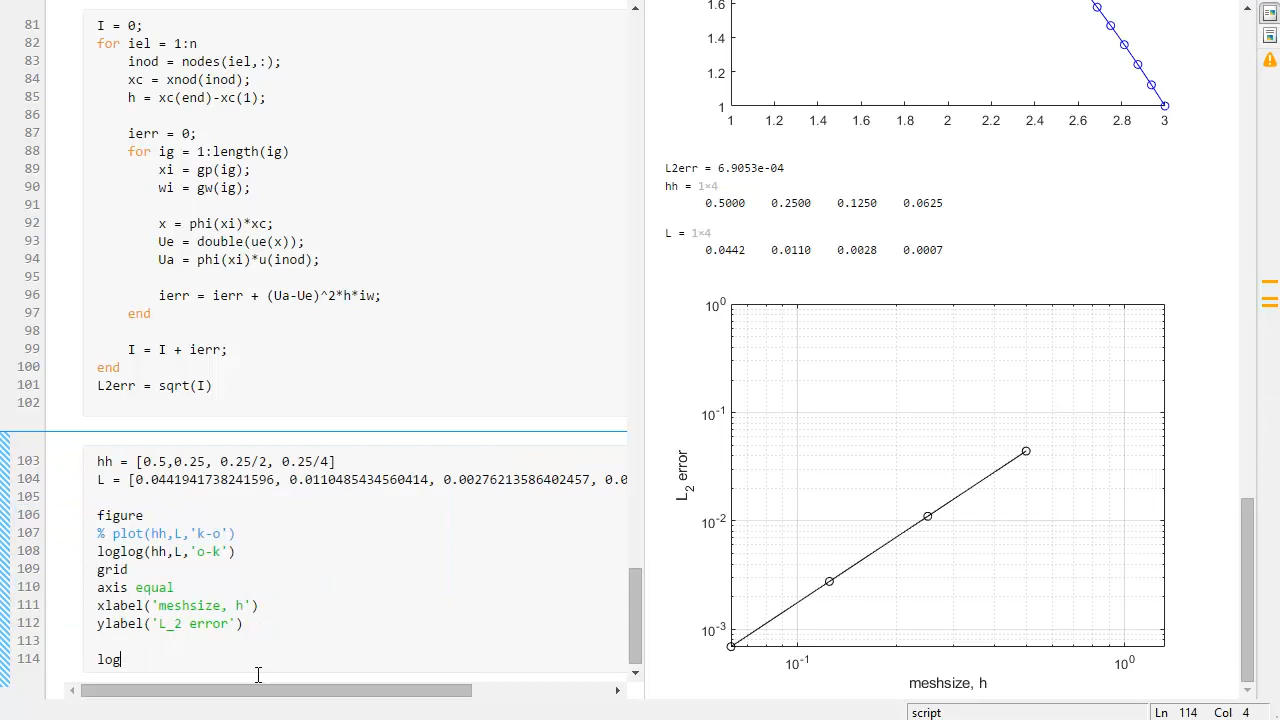 81 I = 0;
82 for iel = 1:n
83 inod = nodes(iel,:);
84 xc = xnod(inod);
85 h = xc(end)-xc(1);
86
87 ierr = 0;
88 for ig = 1:length(ig)
89 xi = gp(ig);
90 wi = gw(ig);
91
92 x = phi(xi)*xc;
93 Ue = double(ue(x));
94 Ua = phi(xi)*u(inod);
95
96 ierr = ierr + (Ua-Ue)^2*h*iw;
97 end
98
99 I = I + ierr;
100 end
101 L2err = sqrt(I)
102
103 hh = [0.5,0.25, 0.25/2, 0.25/4]
104 L = [0.0441941738241596, 0.0110485434560414, 0.00276213586402457, 0.0
105
106 figure
107 % plot(hh,L,'k-o')
108 loglog(hh,L,'o-k')
109 grid
110 axis equal
111 xlabel('meshsize, h')
112 ylabel('L_2 error')
113
114 log
1.6
1.4
1.2
1
1 1.2 1.4 1.6 1.8 2 2.2 2.4 2.6 2.8 3
L2err = 6.9053e-04
hh = 1×4
0.5000 0.2500 0.1250 0.0625
L = 1×4
0.0442 0.0110 0.0028 0.0007
10^0
10^-1
10^-2
10^-3
L_2 error
10^-1 10^0
meshsize, h
script Ln 114 Col 4